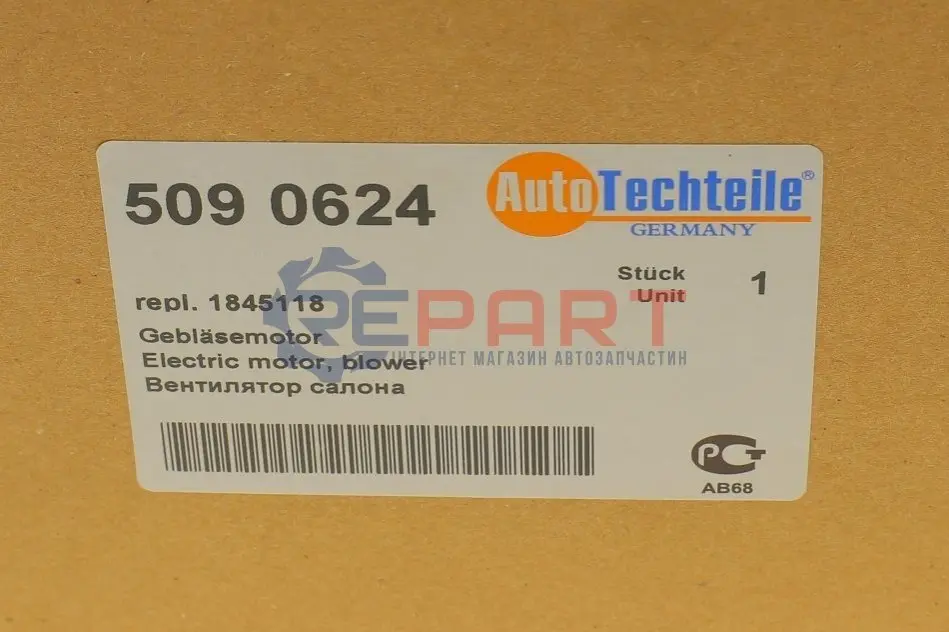 509 0624
AutoTechteile®
GERMANY
Stück 1
Unit
repl. 1845118
REPART
ІНТЕРНЕТ МАГАЗИН АВТОЗАПЧАСТИН
Gebläsemotor
Electric motor, blower
Вентилятор салона
РСТ
АВ68